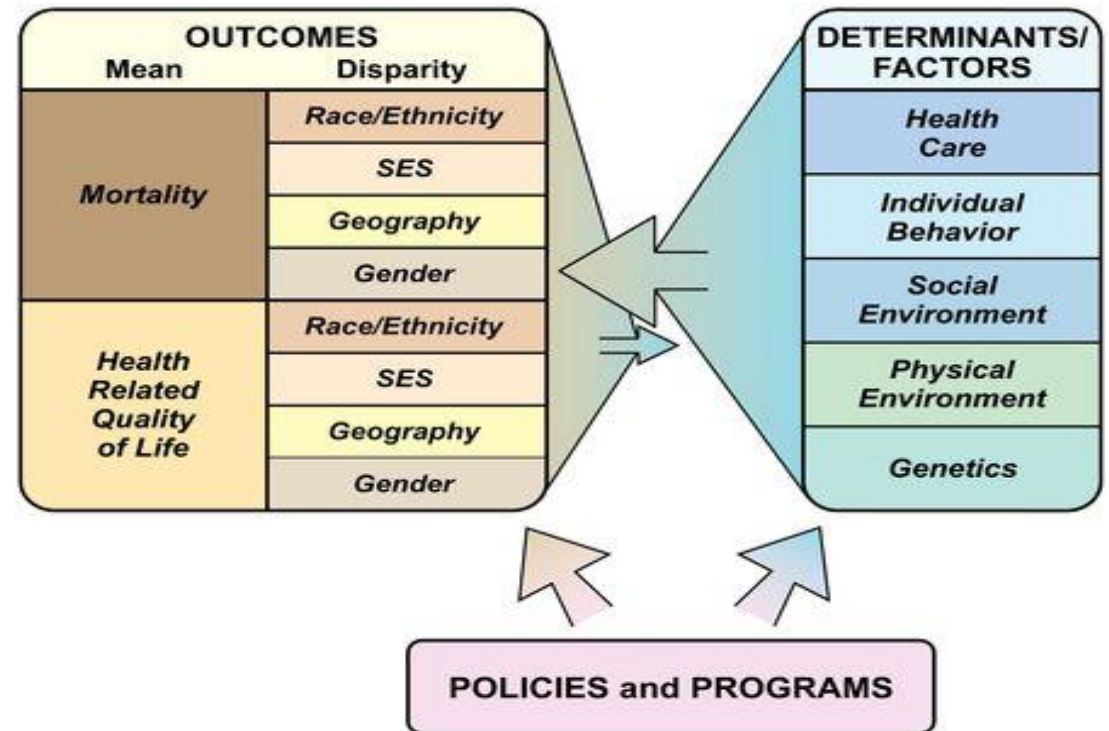 OUTCOMES
Mean Disparity
Mortality
Race/Ethnicity
SES
Geography
Gender
Health
Related
Quality
of Life
Race/Ethnicity
SES
Geography
Gender
DETERMINANTS/
FACTORS
Health
Care
Individual
Behavior
Social
Environment
Physical
Environment
Genetics
POLICIES and PROGRAMS